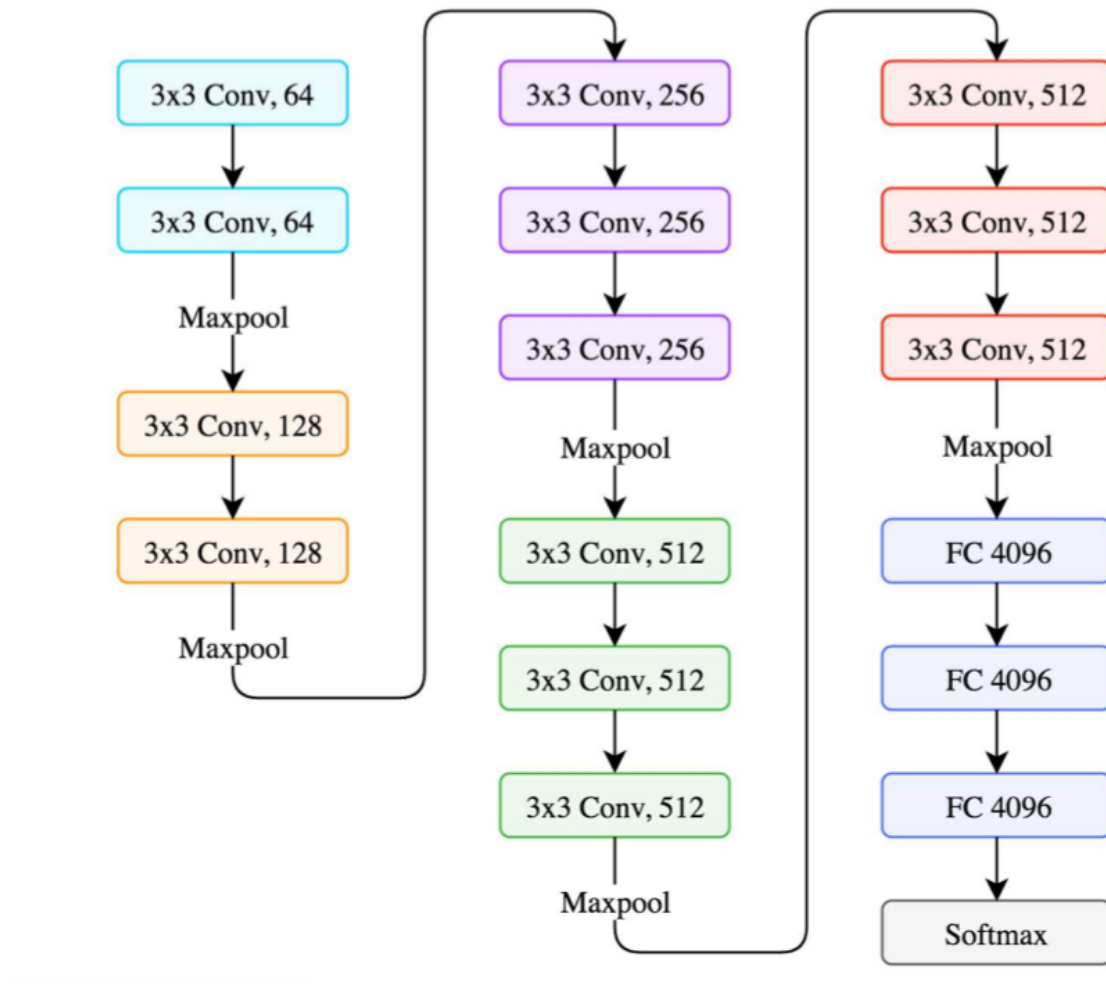 3x3 Conv, 64
3x3 Conv, 64
Maxpool
3x3 Conv, 128
3x3 Conv, 128
Maxpool
3x3 Conv, 256
3x3 Conv, 256
3x3 Conv, 256
Maxpool
3x3 Conv, 512
3x3 Conv, 512
3x3 Conv, 512
Maxpool
3x3 Conv, 512
3x3 Conv, 512
3x3 Conv, 512
Maxpool
FC 4096
FC 4096
FC 4096
Softmax